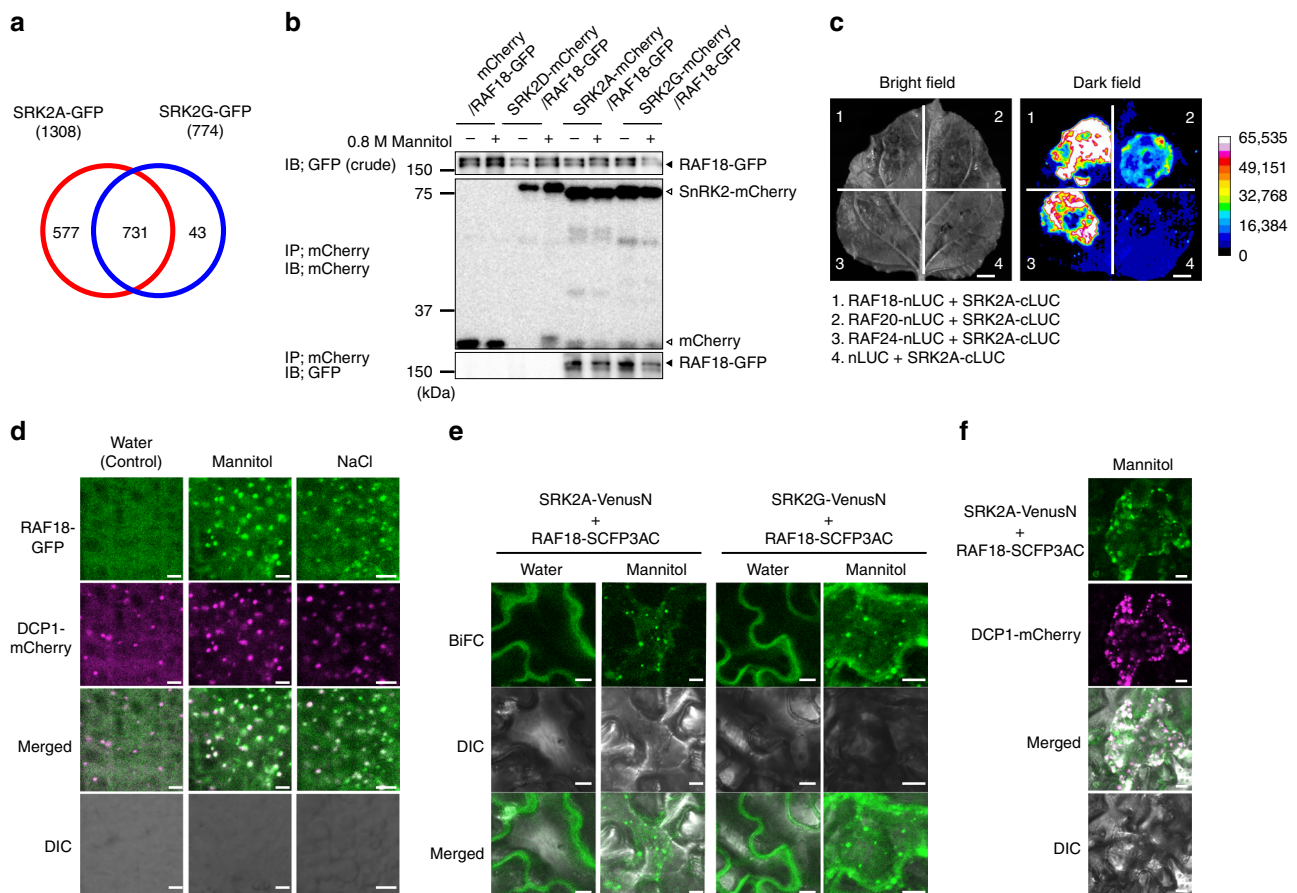 a
SRK2A-GFP
(1308)
SRK2G-GFP
(774)
577
731
43
b
mCherry
/RAF18-GFP
SRK2D-mCherry
/RAF18-GFP
SRK2A-mCherry
/RAF18-GFP
SRK2G-mCherry
/RAF18-GFP
0.8 M Mannitol
− + − + − + − +
IB; GFP (crude)
150
RAF18-GFP
75
SnRK2-mCherry
IP; mCherry
IB; mCherry
37
mCherry
IP; mCherry
IB; GFP
150
RAF18-GFP
(kDa)
c
Bright field
Dark field
1
2
3
4
1
2
3
4
65,535
49,151
32,768
16,384
0
1. RAF18-nLUC + SRK2A-cLUC
2. RAF20-nLUC + SRK2A-cLUC
3. RAF24-nLUC + SRK2A-cLUC
4. nLUC + SRK2A-cLUC
d
Water
(Control)
Mannitol
NaCl
RAF18-
GFP
DCP1-
mCherry
Merged
DIC
e
SRK2A-VenusN
+
RAF18-SCFP3AC
SRK2G-VenusN
+
RAF18-SCFP3AC
Water
Mannitol
Water
Mannitol
BiFC
DIC
Merged
f
Mannitol
SRK2A-VenusN
+
RAF18-SCFP3AC
DCP1-mCherry
Merged
DIC